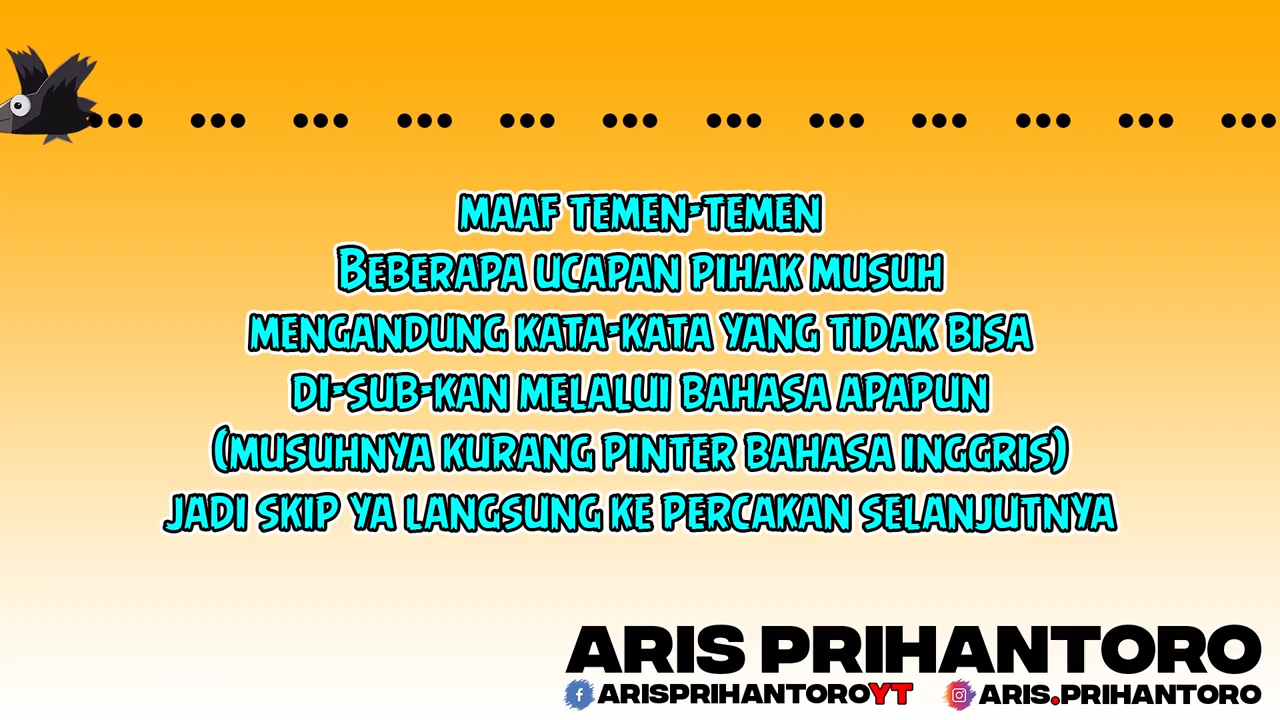 MAAF TEMEN-TEMEN
BEBERAPA UCAPAN PIHAK MUSUH
MENGANDUNG KATA-KATA YANG TIDAK BISA
DI-SUB-KAN MELALUI BAHASA APAPUN
(MUSUHNYA KURANG PINTER BAHASA INGGRIS)
JADI SKIP YA LANGSUNG KE PERCAKAN SELANJUTNYA
ARIS PRIHANTORO
ARISPRIHANTOROYT ARIS.PRIHANTORO